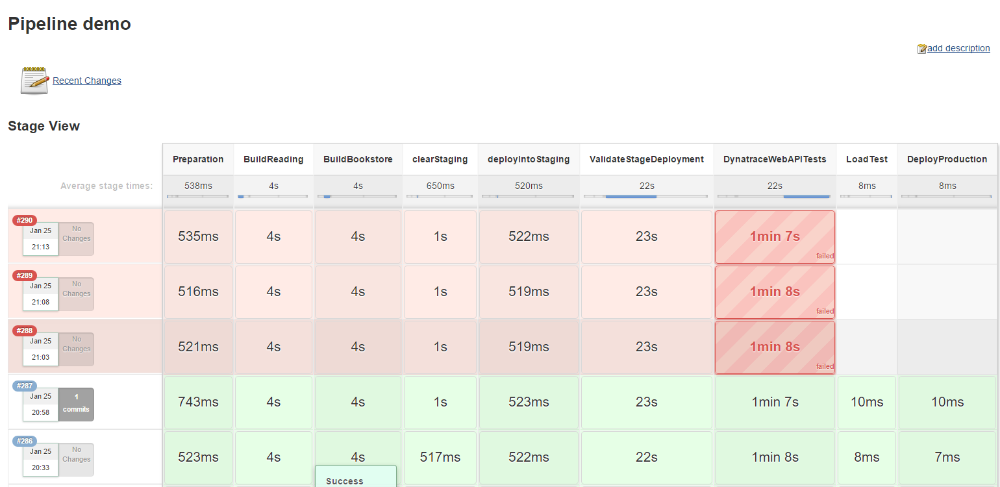 Pipeline demo
add description
Recent Changes
Stage View
Preparation BuildReading BuildBookstore clearStaging deployIntoStaging ValidateStageDeployment DynatraceWebAPITests LoadTest DeployProduction
Average stage times: 538ms 4s 4s 650ms 520ms 22s 22s 8ms 8ms
#290
Jan 25 No
Changes
21:13
535ms 4s 4s 1s 522ms 23s 1min 7s
failed
#289
Jan 25 No
Changes
21:08
516ms 4s 4s 1s 519ms 23s 1min 8s
failed
#288
Jan 25 No
Changes
21:03
521ms 4s 4s 1s 519ms 23s 1min 8s
failed
#287
Jan 25 1
commits
20:58
743ms 4s 4s 1s 523ms 23s 1min 7s 10ms 10ms
#286
Jan 25 No
Changes
20:33
523ms 4s 4s 517ms 522ms 22s 1min 8s 8ms 7ms
Success